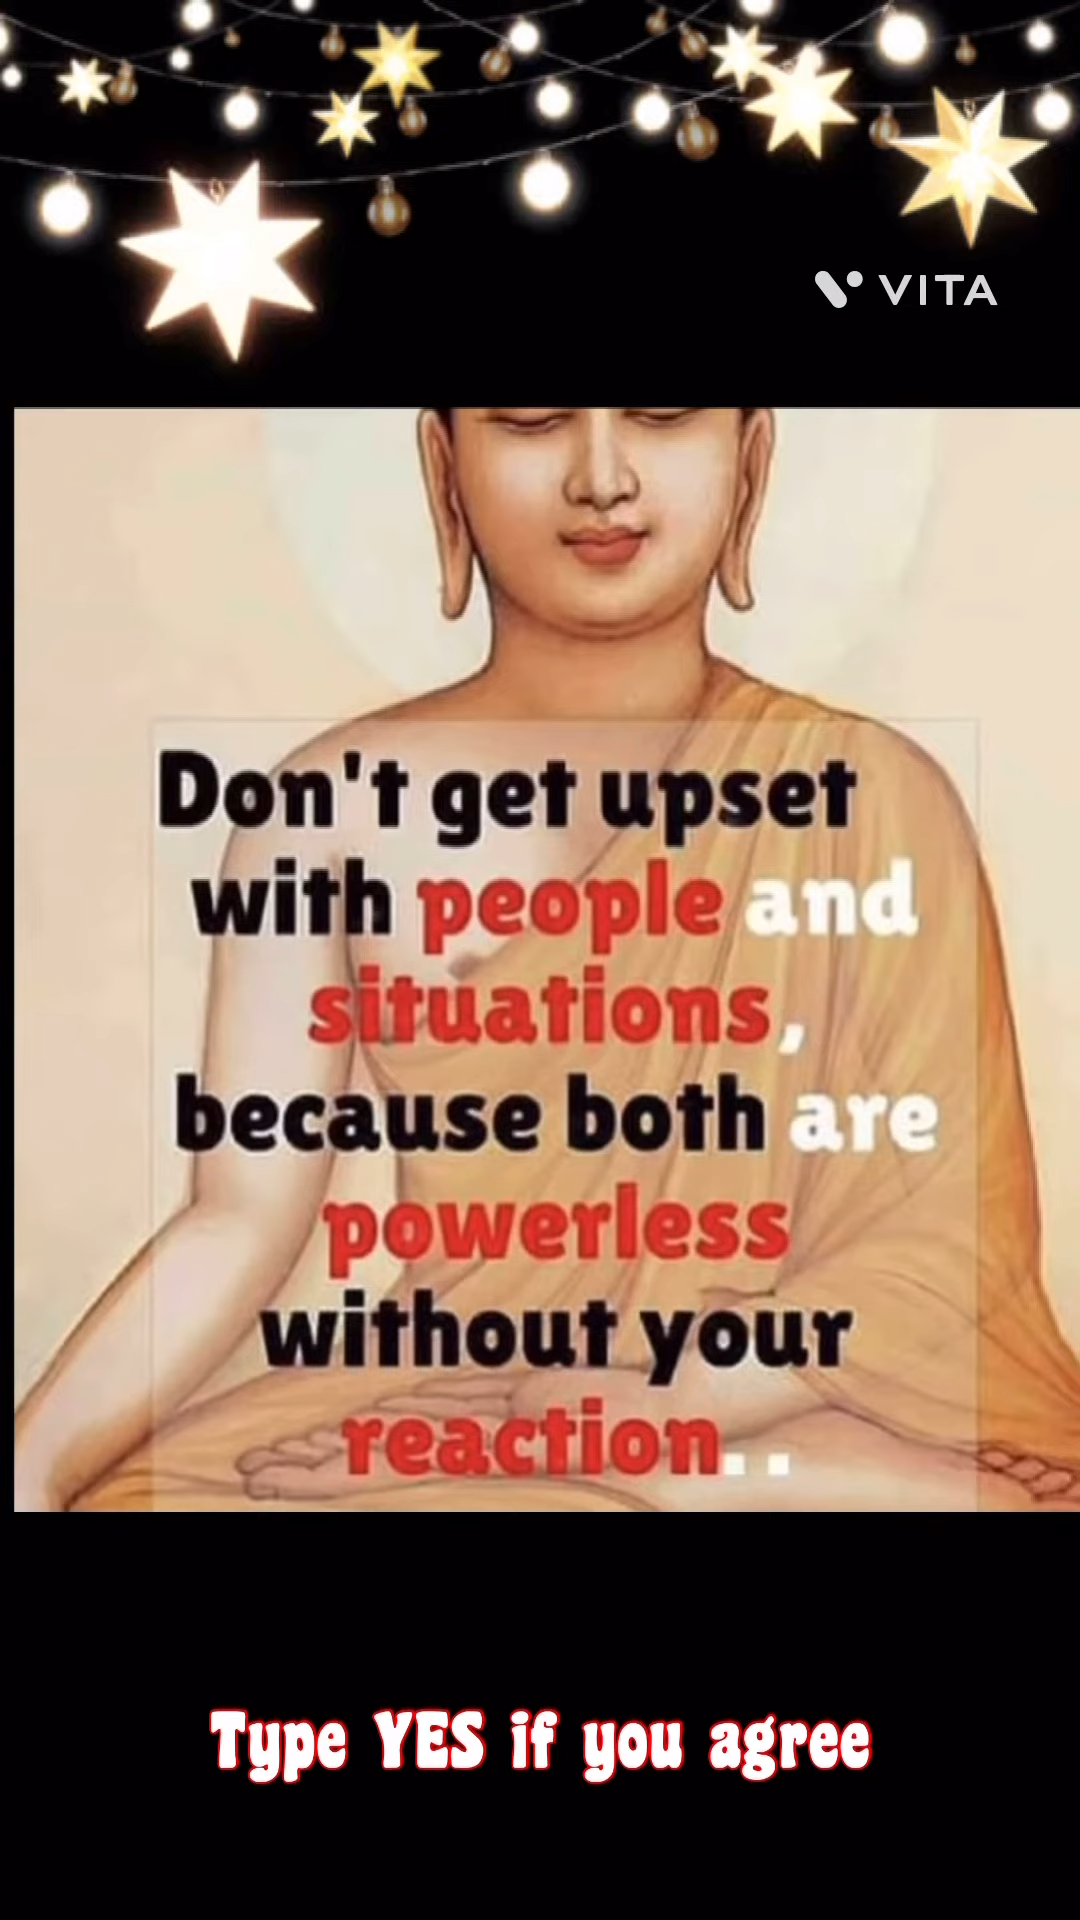 VITA
Don't get upset
with people and
situations,
because both are
powerless
without your
reaction..
Type YES if you agree